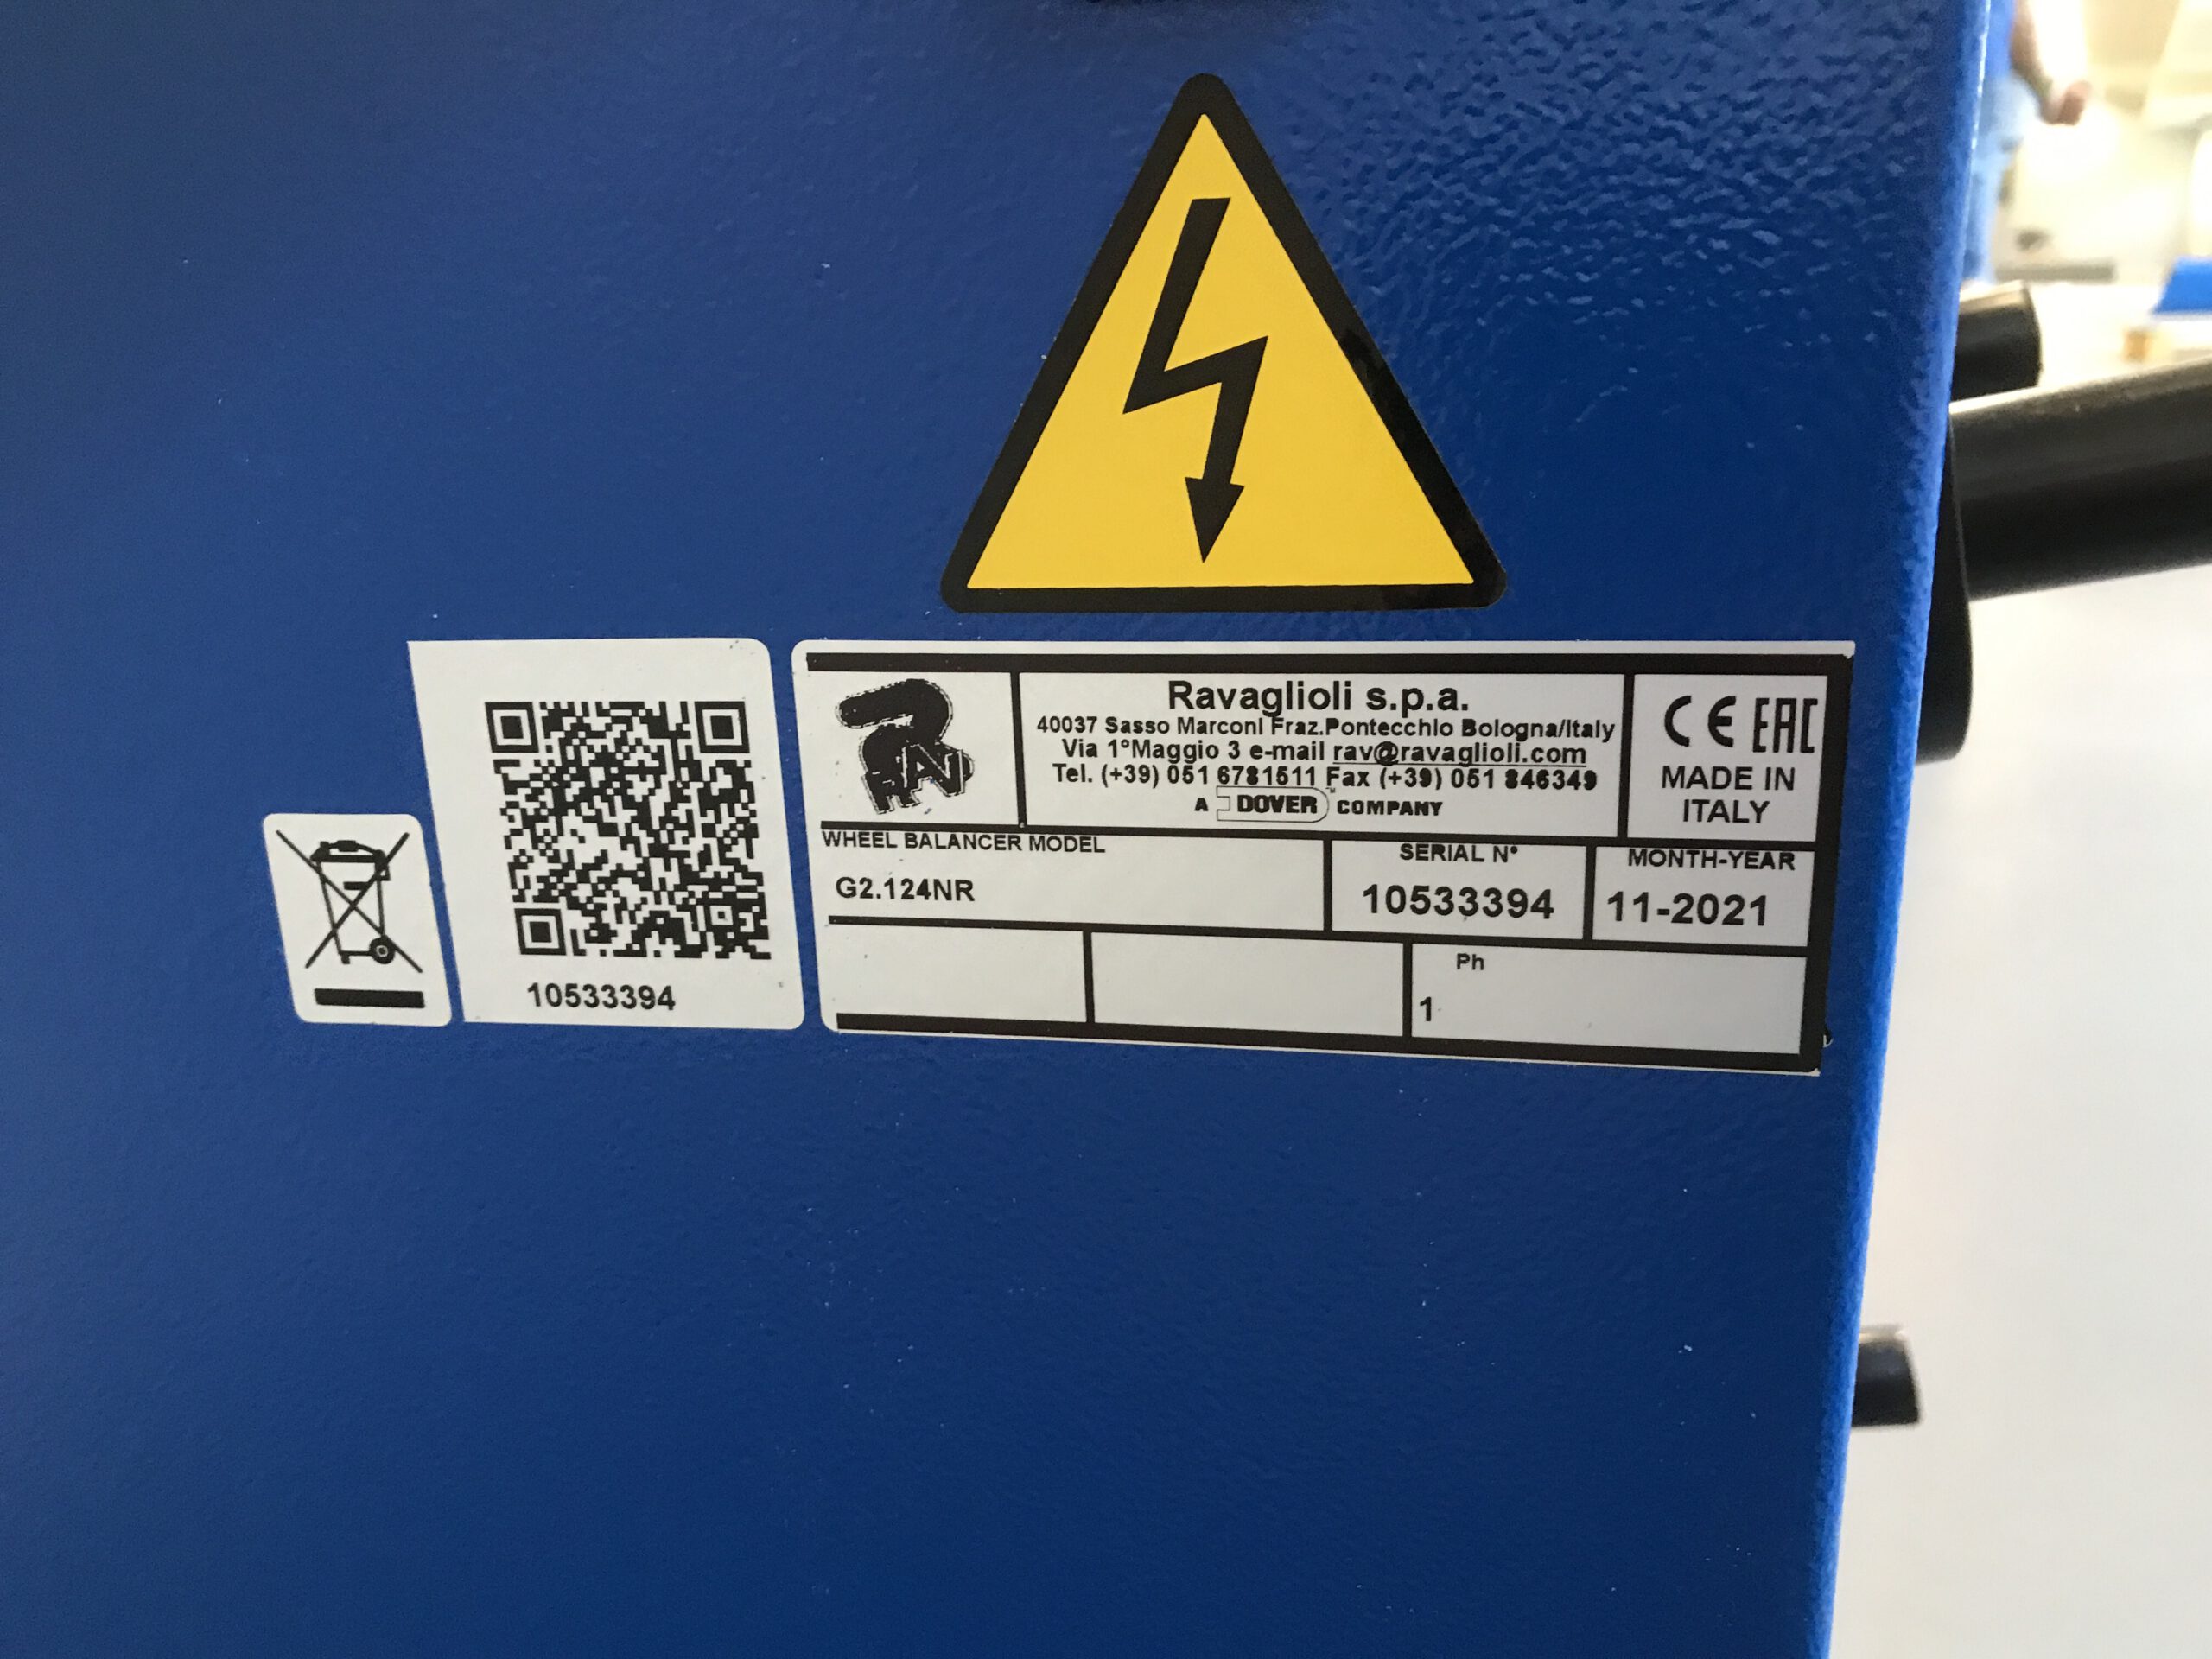 RAV
Ravaglioli s.p.a.
40037 Sasso Marconi Fraz.Pontecchio Bologna/Italy
Via 1°Maggio 3 e-mail rav@ravaglioli.com
Tel. (+39) 051 6781511 Fax (+39) 051 846349
A DOVER COMPANY
CE EAC
MADE IN
ITALY
WHEEL BALANCER MODEL
G2.124NR
SERIAL N°
10533394
MONTH-YEAR
11-2021
Ph
1
10533394